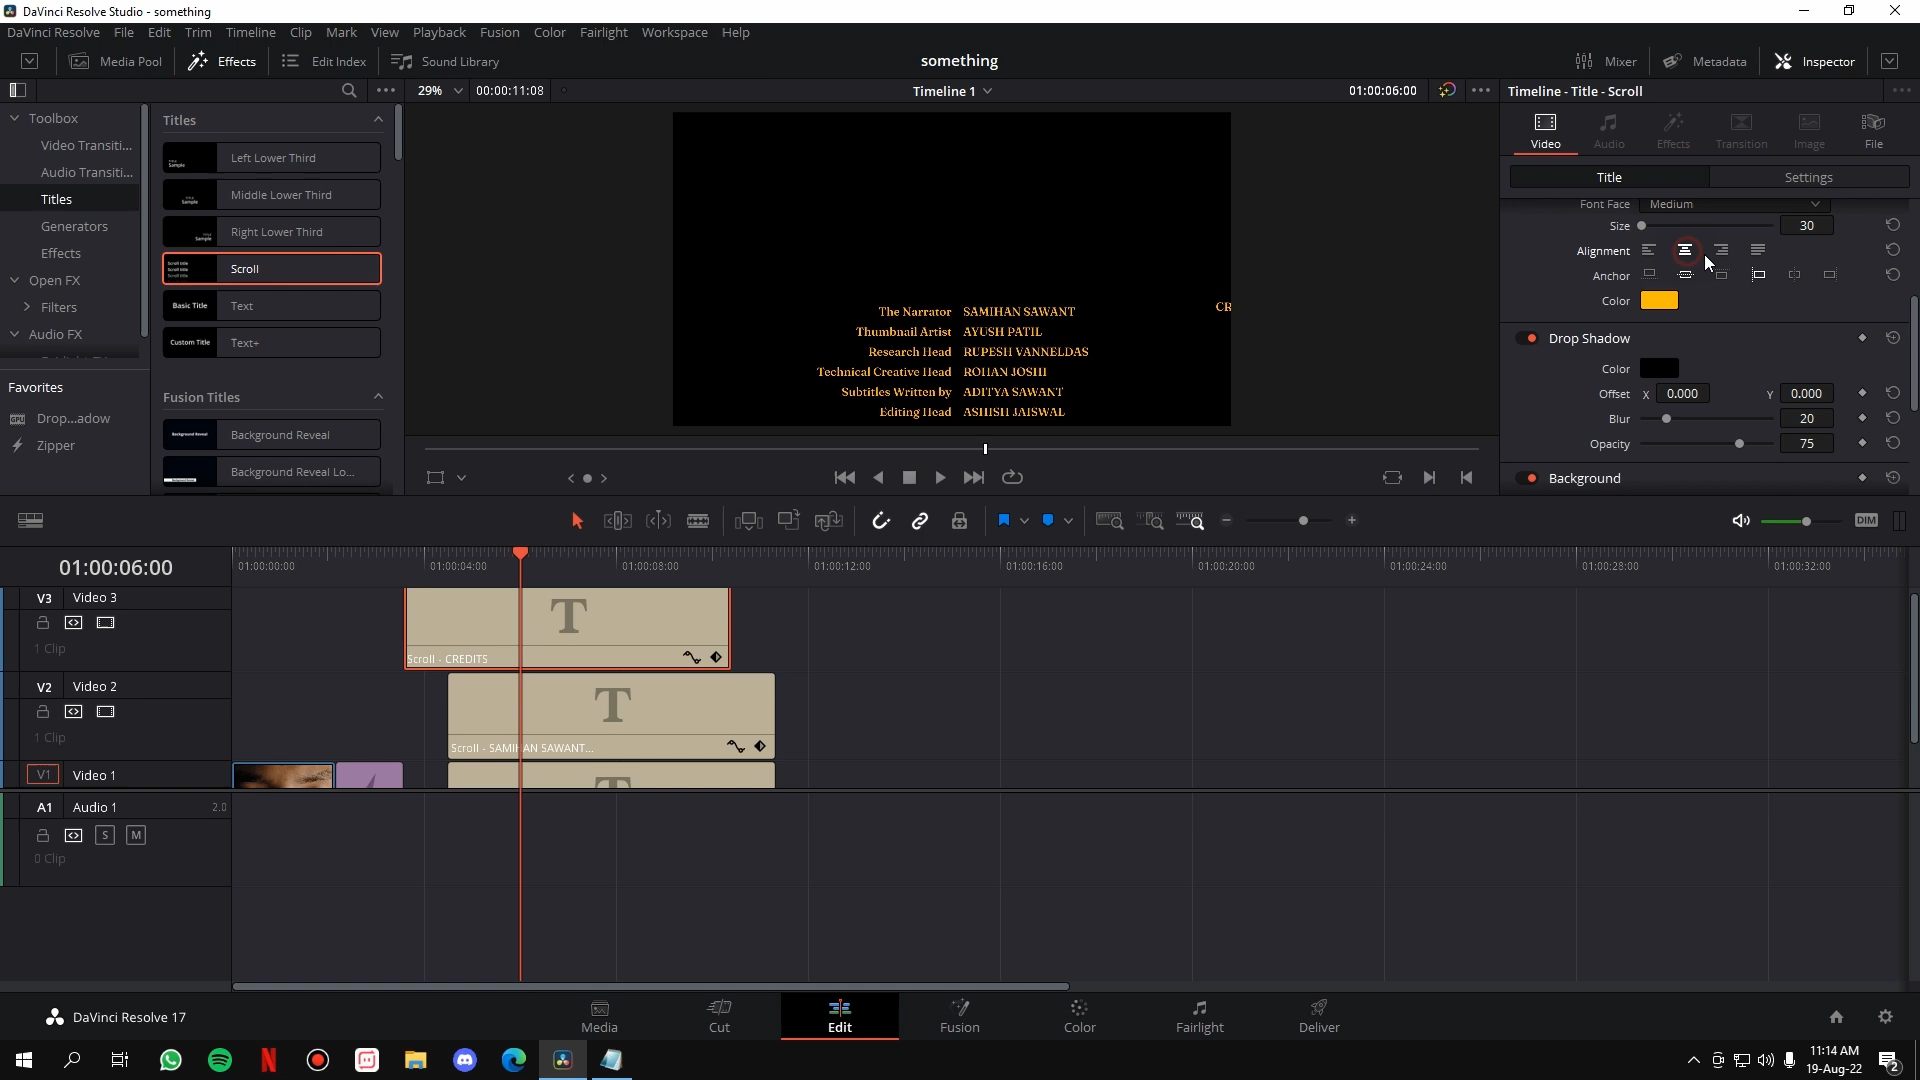 DaVinci Resolve Studio - something
DaVinci Resolve File Edit Trim Timeline Clip Mark View Playback Fusion Color Fairlight Workspace Help
Media Pool Effects Edit Index Sound Library something Mixer Metadata Inspector
29% 00:00:11:08 Timeline 1 01:00:06:00 Timeline - Title - Scroll
Toolbox
Video Transiti...
Audio Transiti...
Titles
Generators
Effects
Open FX
Filters
Audio FX
Favorites
Drop...adow
Zipper
Titles
Left Lower Third
Middle Lower Third
Right Lower Third
Scroll
Basic Title Text
Custom Title Text+
Fusion Titles
Background Reveal Background Reveal
Background Reveal Lo...
The Narrator SAMIHAN SAWANT
Thumbnail Artist AYUSH PATIL
Research Head RUPESH VANNELDAS
Technical Creative Head ROHAN JOSHI
Subtitles Written by ADITYA SAWANT
Editing Head ASHISH JAISWAL
CR
Video Audio Effects Transition Image File
Title Settings
Font Face Medium
Size 30
Alignment
Anchor
Color
Drop Shadow
Color
Offset X 0.000 Y 0.000
Blur 20
Opacity 75
Background
DIM
01:00:06:00
01:00:00:00 01:00:04:00 01:00:08:00 01:00:12:00 01:00:16:00 01:00:20:00 01:00:24:00 01:00:28:00 01:00:32:00
V3 Video 3
1 Clip
T
Scroll - CREDITS
V2 Video 2
1 Clip
T
Scroll - SAMIHAN SAWANT...
V1 Video 1
A1 Audio 1 2.0
S M
0 Clip
DaVinci Resolve 17
Media Cut Edit Fusion Color Fairlight Deliver
11:14 AM
19-Aug-22
2